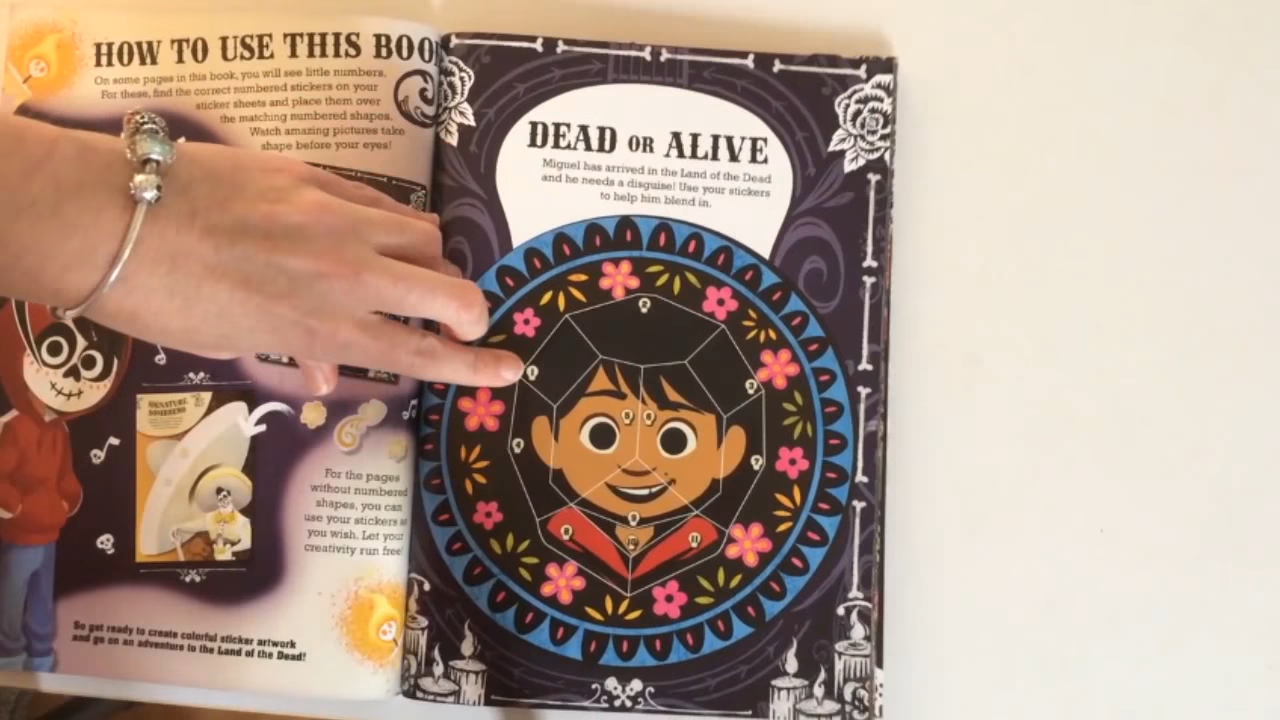 HOW TO USE THIS BOO
On some pages in this book, you will see little numbers.
For these, find the correct numbered stickers on your
sticker sheets and place them over
the matching numbered shapes.
Watch amazing pictures take
shape before your eyes!
SIGNATURE
SOMBRERO
For the pages
without numbered
shapes, you can
use your stickers as
you wish. Let your
creativity run free!
So get ready to create colorful sticker artwork
and go on an adventure to the Land of the Dead!
DEAD OR ALIVE
Miguel has arrived in the Land of the Dead
and he needs a disguise! Use your stickers
to help him blend in.